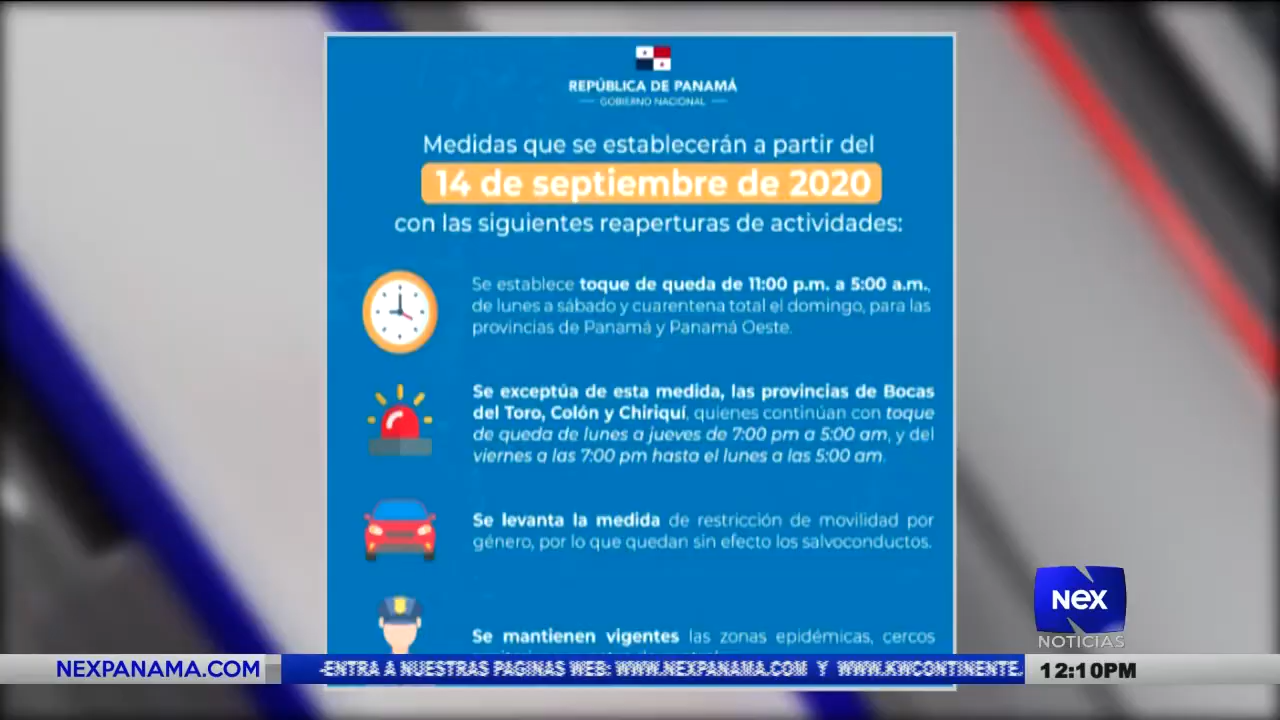 REPÚBLICA DE PANAMÁ
GOBIERNO NACIONAL
Medidas que se establecerán a partir del
14 de septiembre de 2020
con las siguientes reaperturas de actividades:
Se establece toque de queda de 11:00 p.m. a 5:00 a.m.,
de lunes a sábado y cuarentena total el domingo, para las
provincias de Panamá y Panamá Oeste.
Se exceptúa de esta medida, las provincias de Bocas
del Toro, Colón y Chiriquí, quienes continúan con toque
de queda de lunes a jueves de 7:00 pm a 5:00 am, y del
viernes a las 7:00 pm hasta el lunes a las 5:00 am.
Se levanta la medida de restricción de movilidad por
género, por lo que quedan sin efecto los salvoconductos.
Se mantienen vigentes las zonas epidémicas, cercos
nex
NOTICIAS
NEXPANAMA.COM
-ENTRA A NUESTRAS PAGINAS WEB: WWW.NEXPANAMA.COM Y WWW.KWCONTINENTE.
12:10PM